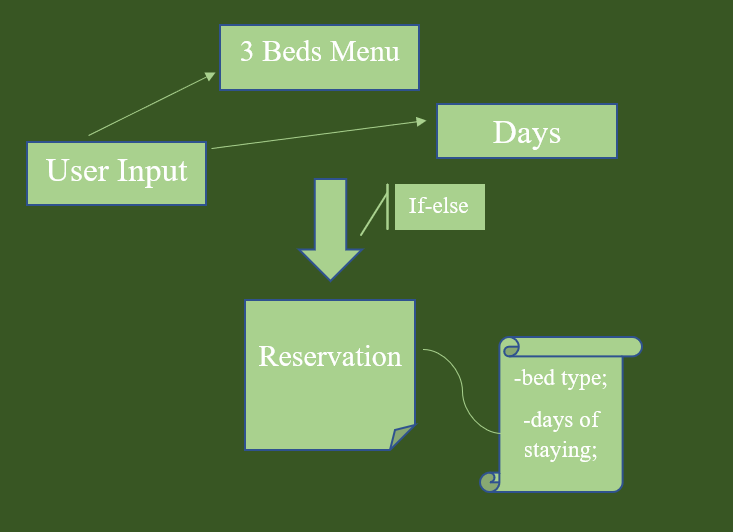 3 Beds Menu
Days
User Input
If-else
Reservation
-bed type;
-days of
staying;